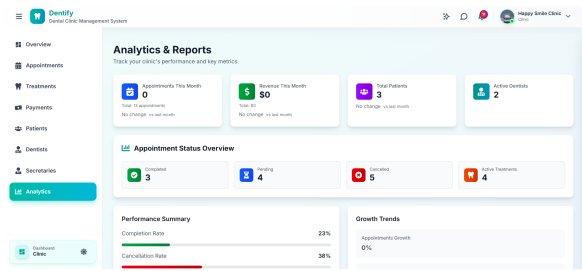 Dentify
Dental Clinic Management System
Happy Smile Clinic
Clinic
Overview
Appointments
Treatments
Payments
Patients
Dentists
Secretaries
Analytics
Dashboard
Clinic
Analytics & Reports
Track your clinic's performance and key metrics
Appointments This Month
0
Total: 13 appointments
No change vs last month
Revenue This Month
$0
Total: $0
No change vs last month
Total Patients
3
No change vs last month
Active Dentists
2
Appointment Status Overview
Completed
3
Pending
4
Cancelled
5
Active Treatments
4
Performance Summary
Completion Rate 23%
Cancellation Rate 38%
Growth Trends
Appointments Growth
0%